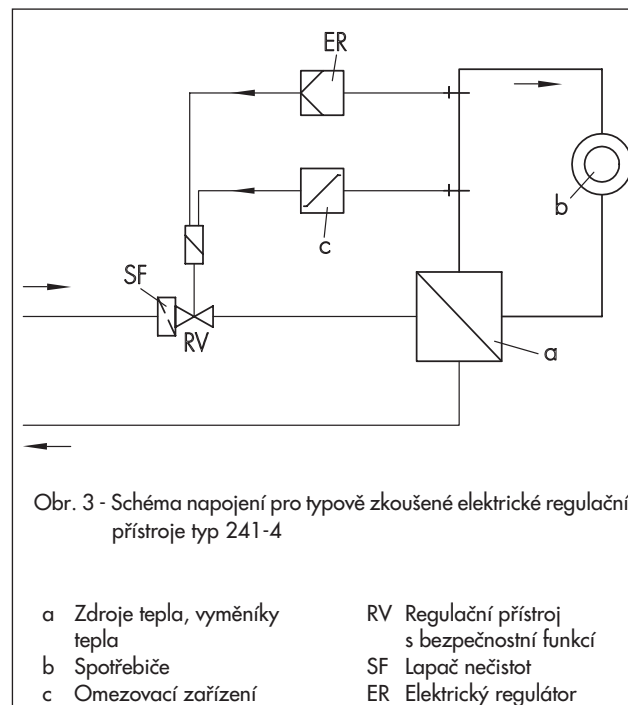 ER
c
b
SF
RV
a
Obr. 3 - Schéma napojení pro typově zkoušené elektrické regulační
přístroje typ 241-4
a Zdroje tepla, vyměníky
tepla
b Spotřebiče
c Omezovací zařízení
RV Regulační přístroj
s bezpečnostní funkcí
SF Lapač nečistot
ER Elektrický regulátor